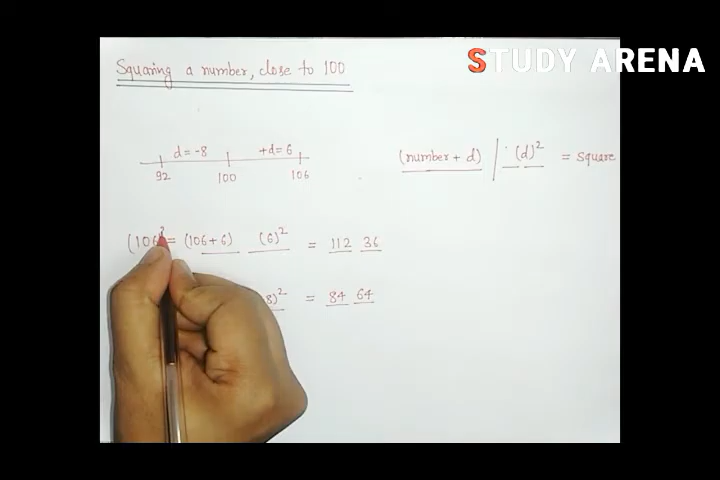 STUDY ARENA
Squaring a number, close to 100
d = -8 +d = 6
92 100 106
(number + d) | (d)² = square
(106)² = (106 + 6) (6)² = 112 36
8)² = 84 64